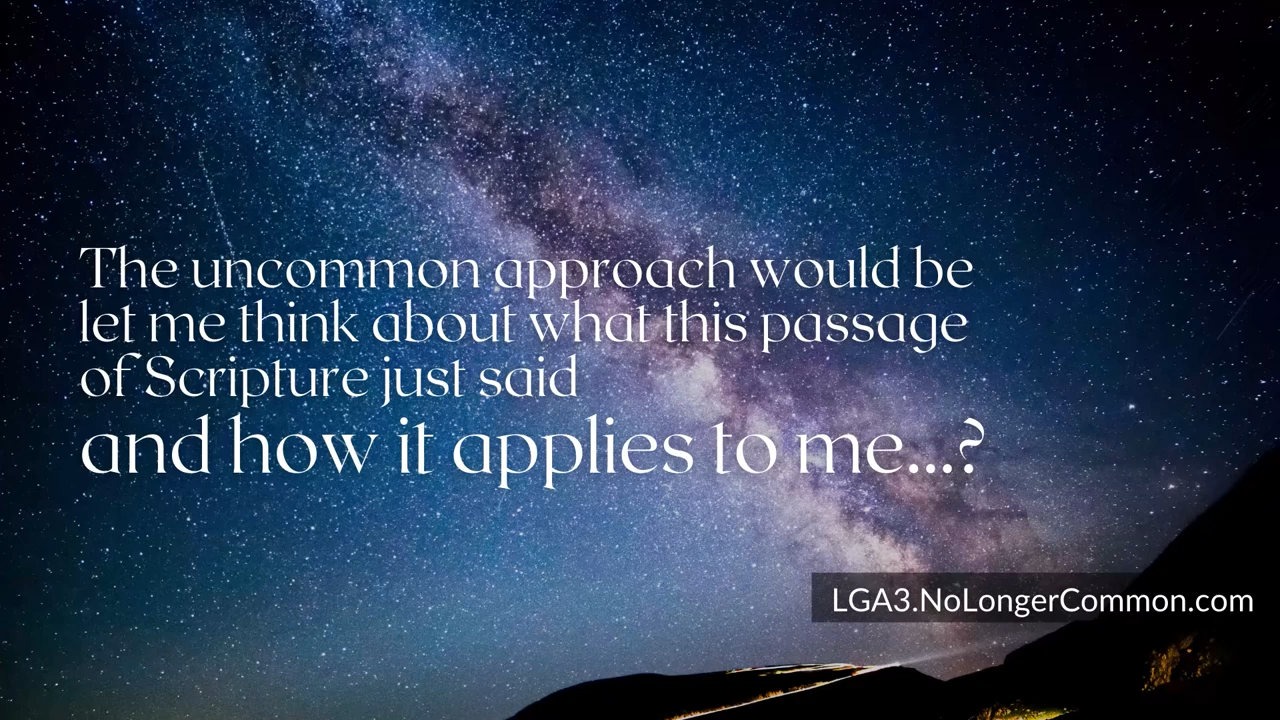 The uncommon approach would be
let me think about what this passage
of Scripture just said
and how it applies to me...?
LGA3.NoLongerCommon.com